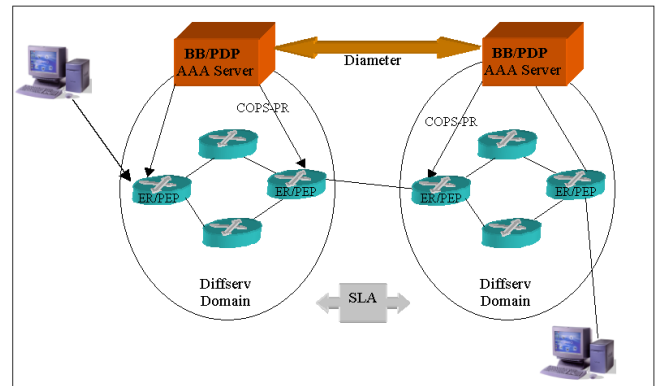 BB/PDP
AAA Server
Diameter
BB/PDP
AAA Server
COPS-PR
COPS-PR
ER/PEP
ER/PEP
ER/PEP
ER/PEP
Diffserv
Domain
SLA
Diffserv
Domain